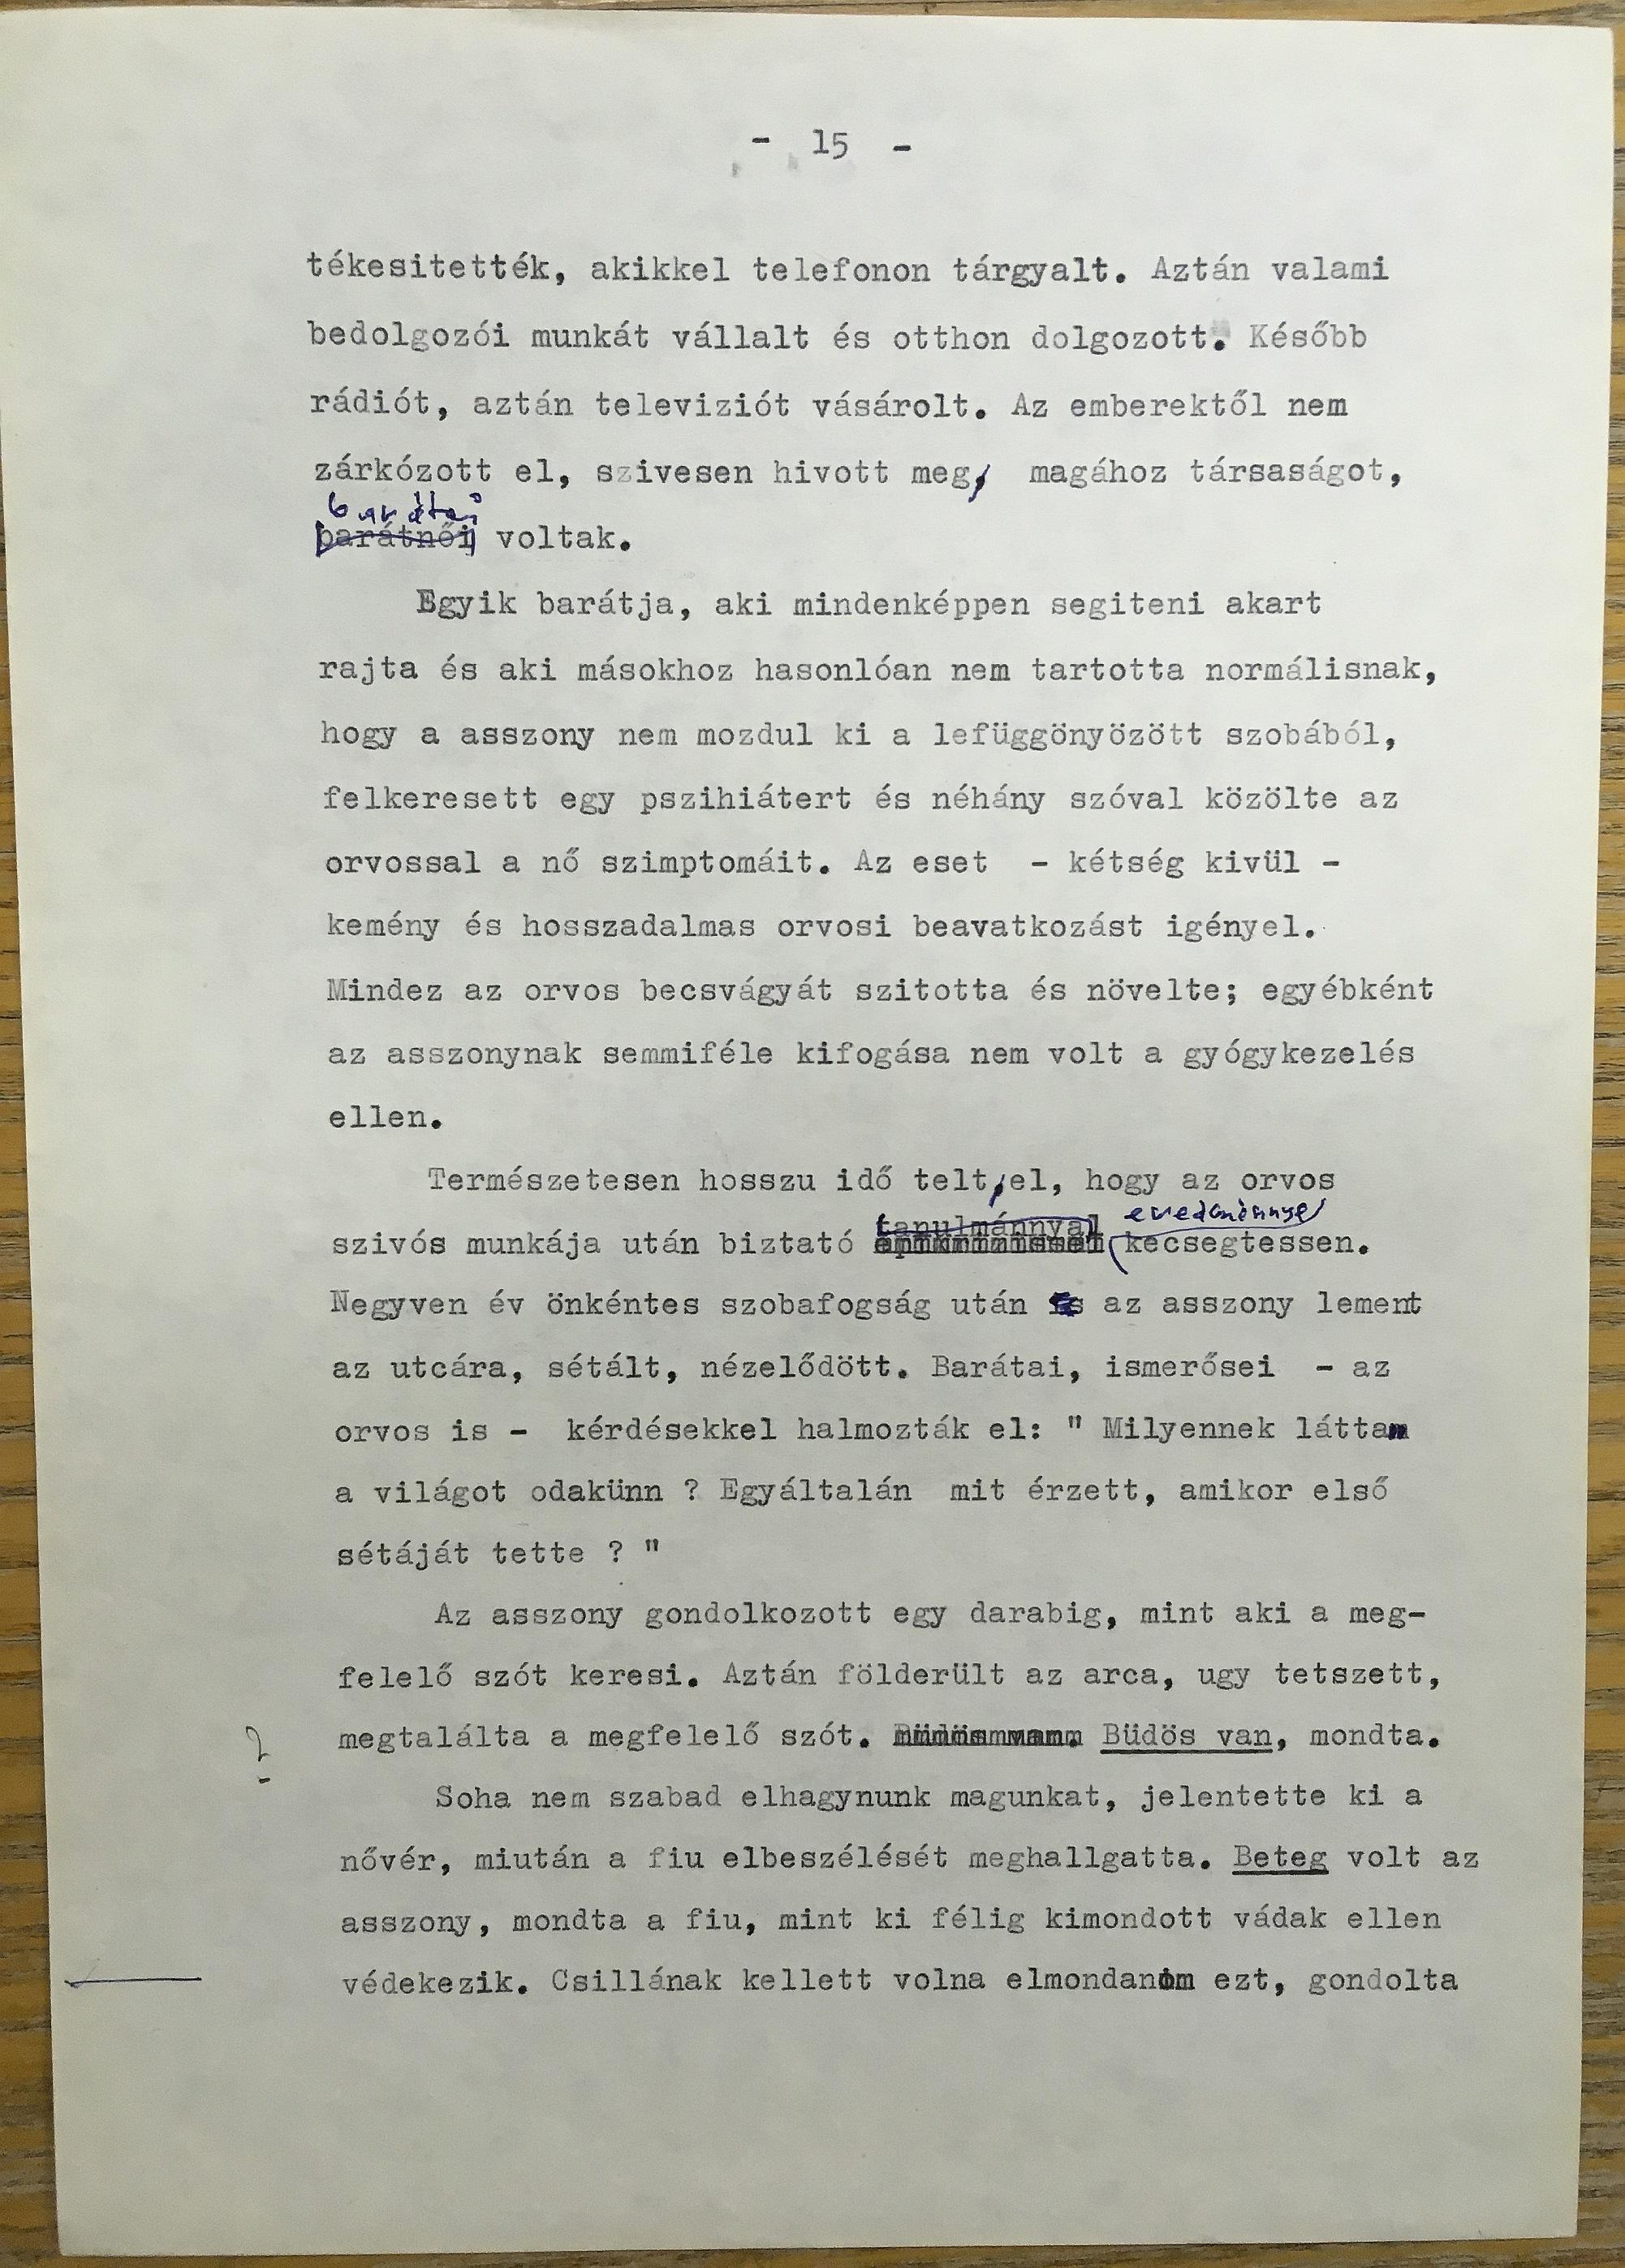 - 15 -
tékesitették, akikkel telefonon tárgyalt. Aztán valami
bedolgozói munkát vállalt és otthon dolgozott. Később
rádiót, aztán televiziót vásárolt. Az emberektől nem
zárkózott el, szivesen hivott meg, magához társaságot,
barátai
barátnői voltak.
Egyik barátja, aki mindenképpen segiteni akart
rajta és aki másokhoz hasonlóan nem tartotta normálisnak,
hogy a asszony nem mozdul ki a lefüggönyözött szobából,
felkeresett egy pszihiátert és néhány szóval közölte az
orvossal a nő szimptomáit. Az eset - kétség kivül -
kemény és hosszadalmas orvosi beavatkozást igényel.
Mindez az orvos becsvágyát szitotta és növelte; egyébként
az asszonynak semmiféle kifogása nem volt a gyógykezelés
ellen.
Természetesen hosszu idő telt, el, hogy az orvos
tanulmánnyal eredménnyel
szivós munkája után biztató kecsegtessen.
Negyven év önkéntes szobafogság után az asszony lement
az utcára, sétált, nézelődött. Barátai, ismerősei - az
orvos is - kérdésekkel halmozták el: " Milyennek látta
a világot odakünn ? Egyáltalán mit érzett, amikor első
sétáját tette ? "
Az asszony gondolkozott egy darabig, mint aki a meg-
felelő szót keresi. Aztán földerült az arca, ugy tetszett,
megtalálta a megfelelő szót. Büdös van, mondta.
?
Soha nem szabad elhagynunk magunkat, jelentette ki a
nővér, miután a fiu elbeszélését meghallgatta. Beteg volt az
asszony, mondta a fiu, mint ki félig kimondott vádak ellen
védekezik. Csillának kellett volna elmondanom ezt, gondolta